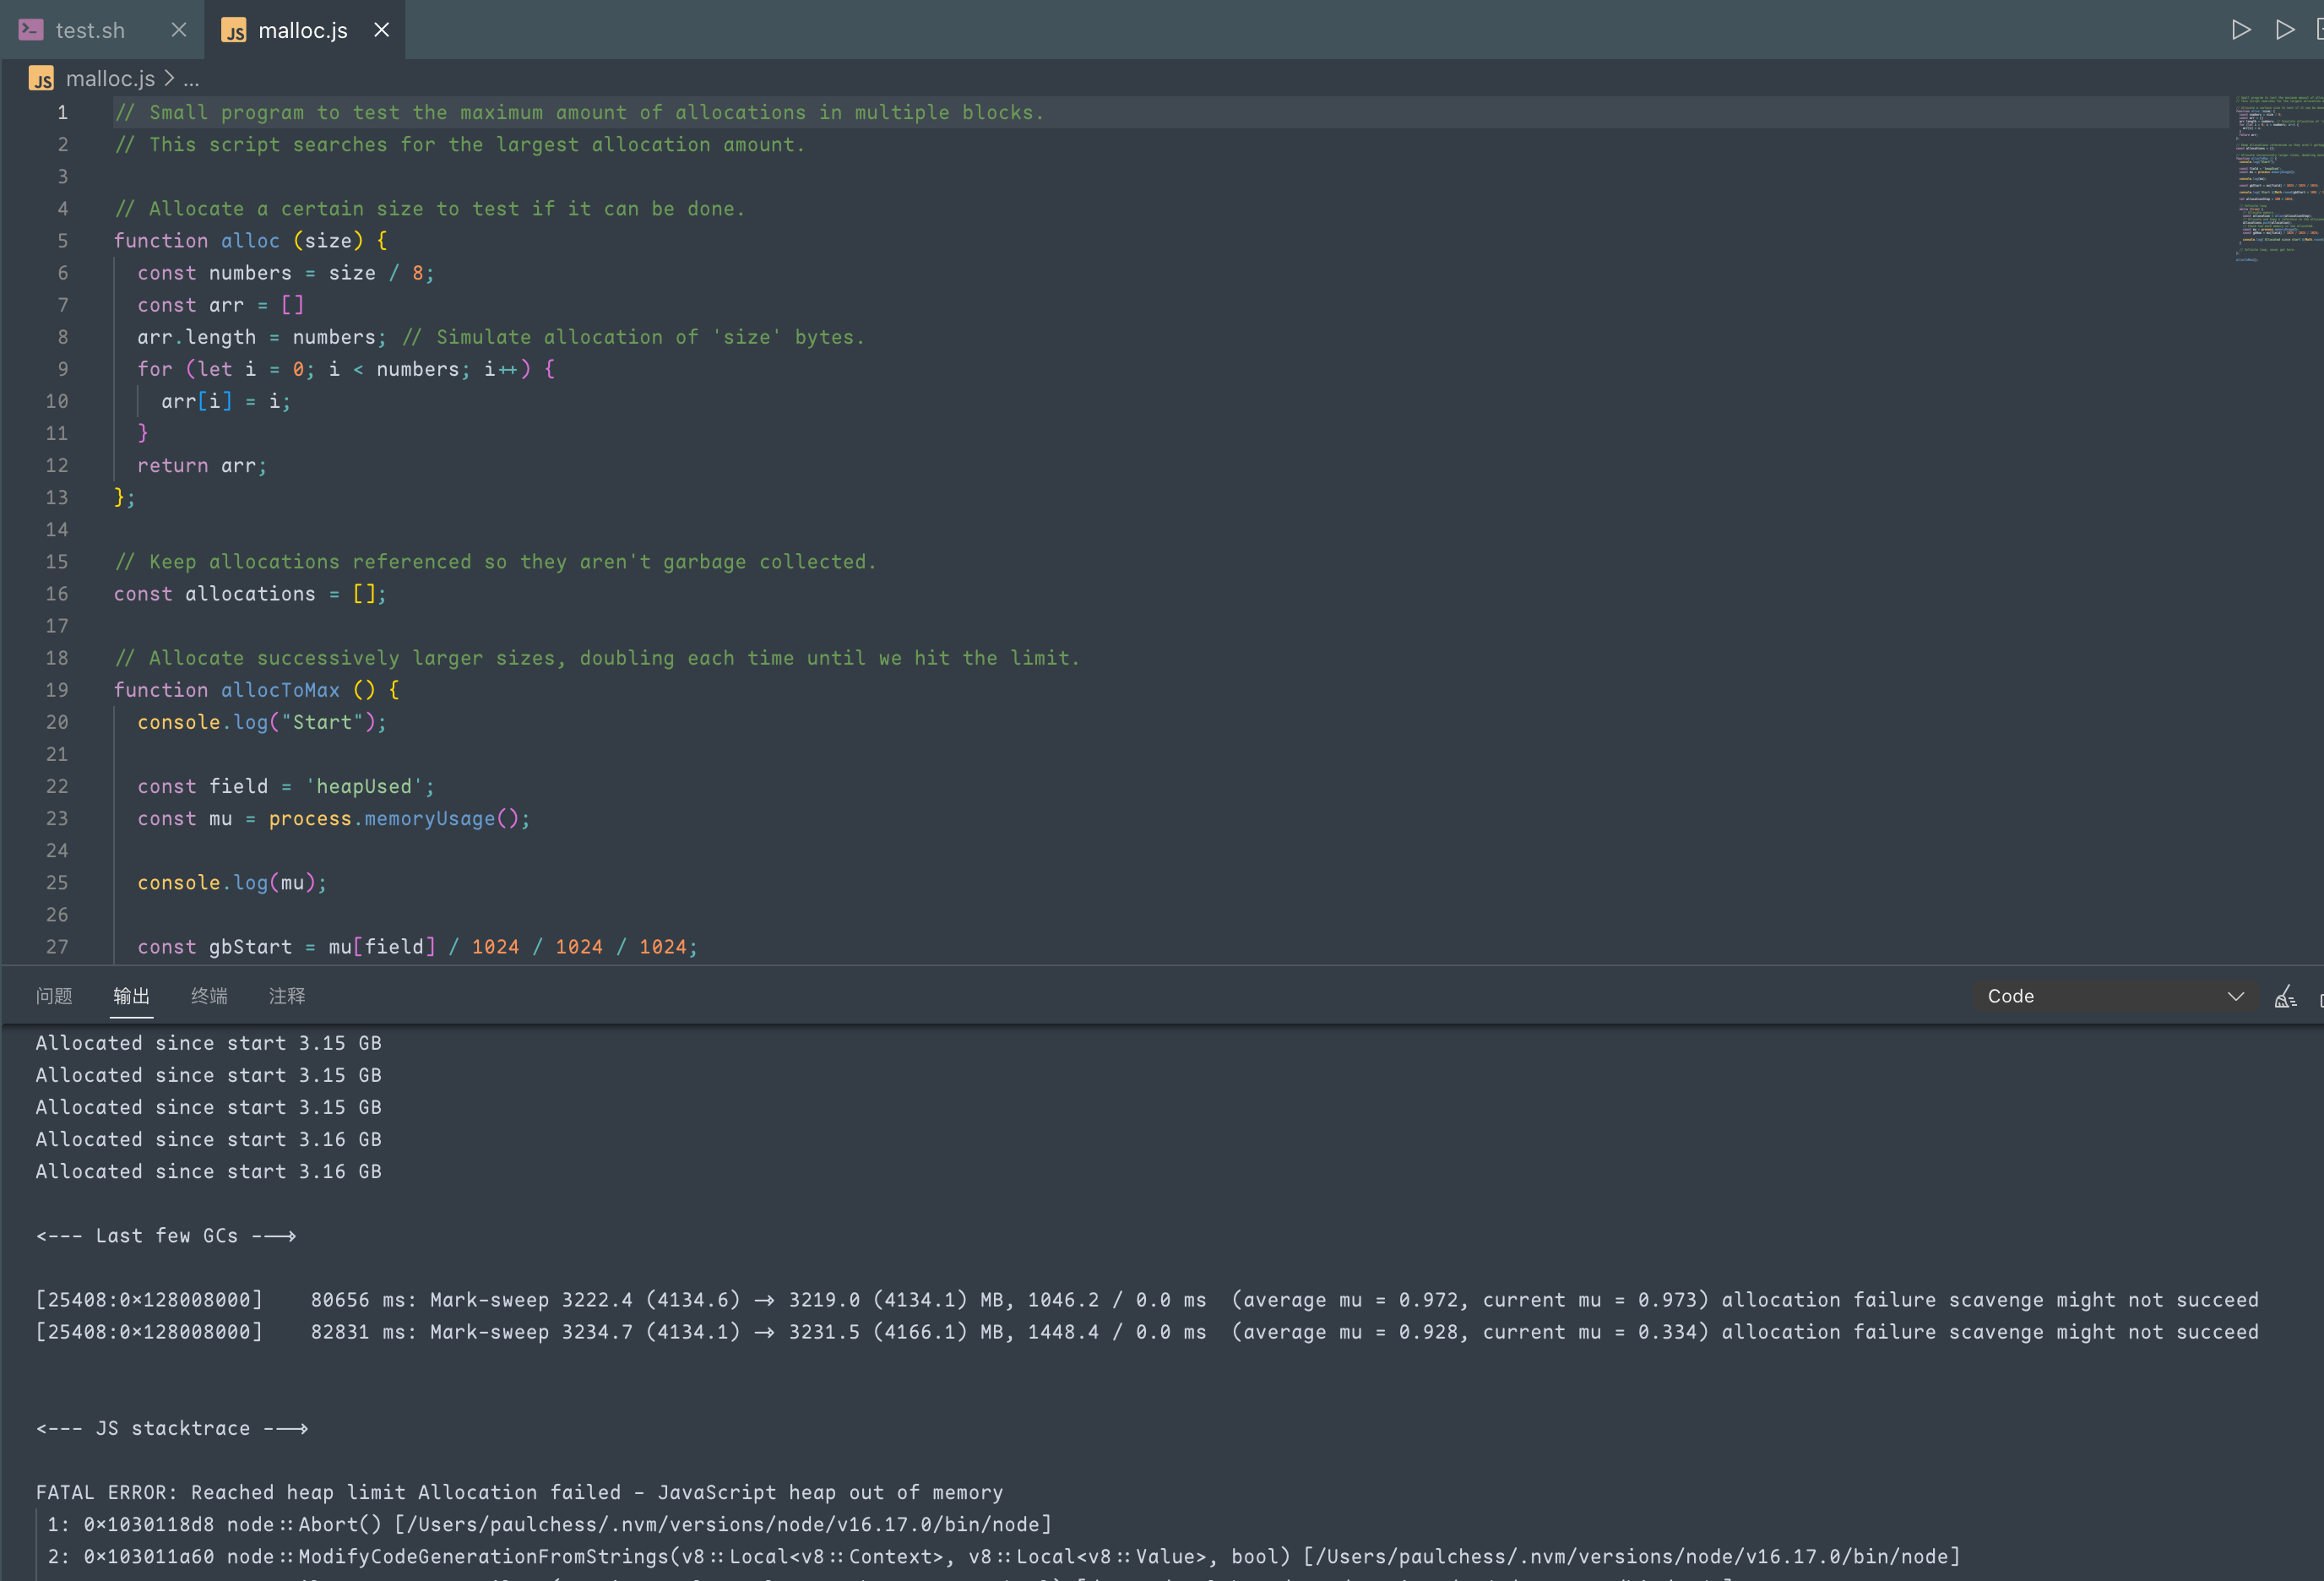 test.sh
JS malloc.js
JS malloc.js > ...
1 // Small program to test the maximum amount of allocations in multiple blocks.
2 // This script searches for the largest allocation amount.
3
4 // Allocate a certain size to test if it can be done.
5 function alloc (size) {
6 const numbers = size / 8;
7 const arr = []
8 arr.length = numbers; // Simulate allocation of 'size' bytes.
9 for (let i = 0; i < numbers; i++) {
10 arr[i] = i;
11 }
12 return arr;
13 };
14
15 // Keep allocations referenced so they aren't garbage collected.
16 const allocations = [];
17
18 // Allocate successively larger sizes, doubling each time until we hit the limit.
19 function allocToMax () {
20 console.log("Start");
21
22 const field = 'heapUsed';
23 const mu = process.memoryUsage();
24
25 console.log(mu);
26
27 const gbStart = mu[field] / 1024 / 1024 / 1024;
问题 输出 终端 注释 Code
Allocated since start 3.15 GB
Allocated since start 3.15 GB
Allocated since start 3.15 GB
Allocated since start 3.16 GB
Allocated since start 3.16 GB
<--- Last few GCs --->
[25408:0x128008000] 80656 ms: Mark-sweep 3222.4 (4134.6) -> 3219.0 (4134.1) MB, 1046.2 / 0.0 ms (average mu = 0.972, current mu = 0.973) allocation failure scavenge might not succeed
[25408:0x128008000] 82831 ms: Mark-sweep 3234.7 (4134.1) -> 3231.5 (4166.1) MB, 1448.4 / 0.0 ms (average mu = 0.928, current mu = 0.334) allocation failure scavenge might not succeed
<--- JS stacktrace --->
FATAL ERROR: Reached heap limit Allocation failed - JavaScript heap out of memory
1: 0x1030118d8 node::Abort() [/Users/paulchess/.nvm/versions/node/v16.17.0/bin/node]
2: 0x103011a60 node::ModifyCodeGenerationFromStrings(v8::Local<v8::Context>, v8::Local<v8::Value>, bool) [/Users/paulchess/.nvm/versions/node/v16.17.0/bin/node]